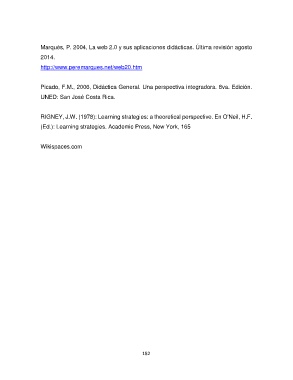 Marqués, P. 2004, La web 2.0 y sus aplicaciones didácticas. Última revisión agosto
2014.
http://www.peremarques.net/web20.htm
Picado, F.M., 2006, Didáctica General. Una perspectiva integradora. 8va. Edición.
UNED: San José Costa Rica.
RIGNEY, J.W. (1978): Learning strategies: a theoretical perspective. En O'Neil, H.F.
(Ed.): Learning strategies. Academic Press, New York, 165
Wikispaces.com